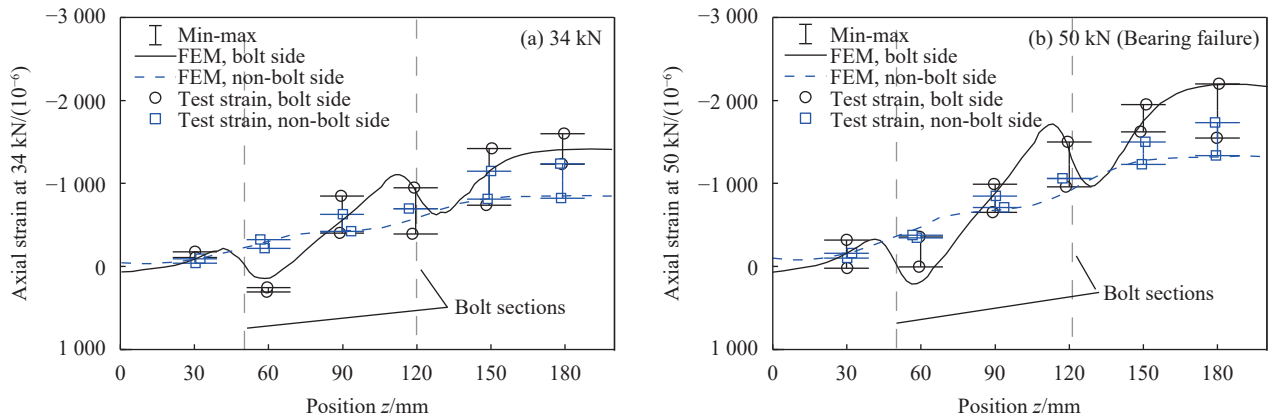 −3 000
−2 000
−1 000
0
1 000
Axial strain at 34 kN/(10⁻⁶)
Min-max
FEM, bolt side
FEM, non-bolt side
Test strain, bolt side
Test strain, non-bolt side
(a) 34 kN
Bolt sections
0 30 60 90 120 150 180
Position z/mm
−3 000
−2 000
−1 000
0
1 000
Axial strain at 50 kN/(10⁻⁶)
Min-max
FEM, bolt side
FEM, non-bolt side
Test strain, bolt side
Test strain, non-bolt side
(b) 50 kN (Bearing failure)
Bolt sections
0 30 60 90 120 150 180
Position z/mm